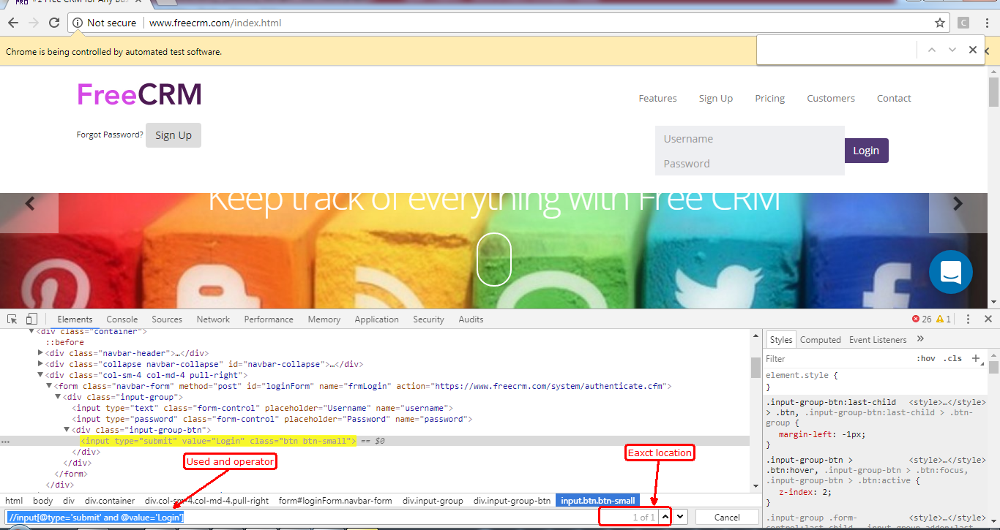 PRO #1 Free CRM for Any Bus
Not secure www.freecrm.com/index.html
Chrome is being controlled by automated test software.
FreeCRM
Features Sign Up Pricing Customers Contact
Forgot Password? Sign Up
Username
Login
Password
Keep track of everything with Free CRM
Elements Console Sources Network Performance Memory Application Security Audits 26 1
<div class="container">
::before
<div class="navbar-header">…</div>
<div class="collapse navbar-collapse" id="navbar-collapse">…</div>
<div class="col-sm-4 col-md-4 pull-right">
<form class="navbar-form" method="post" id="loginForm" name="frmLogin" action="https://www.freecrm.com/system/authenticate.cfm">
<div class="input-group">
<input type="text" class="form-control" placeholder="Username" name="username">
<input type="password" class="form-control" placeholder="Password" name="password">
<div class="input-group-btn">
... <input type="submit" value="Login" class="btn btn-small"> == $0
</div>
</div>
</form>
</div>
Used and operator
Eaxct location
html body div div.container div.col-sm-4.col-md-4.pull-right form#loginForm.navbar-form div.input-group div.input-group-btn input.btn.btn-small
//input[@type='submit' and @value='Login'] 1 of 1 Cancel
Styles Computed Event Listeners »
Filter :hov .cls +
element.style {
}
.input-group-btn:last-child <style>…</style>
> .btn, .input-group-btn:last-child > .btn-
group {
margin-left: -1px;
}
.input-group-btn > <style>…</style>
.btn:hover, .input-group-btn > .btn:focus,
.input-group-btn > .btn:active {
z-index: 2;
}
.input-group .form- <style>…</style>